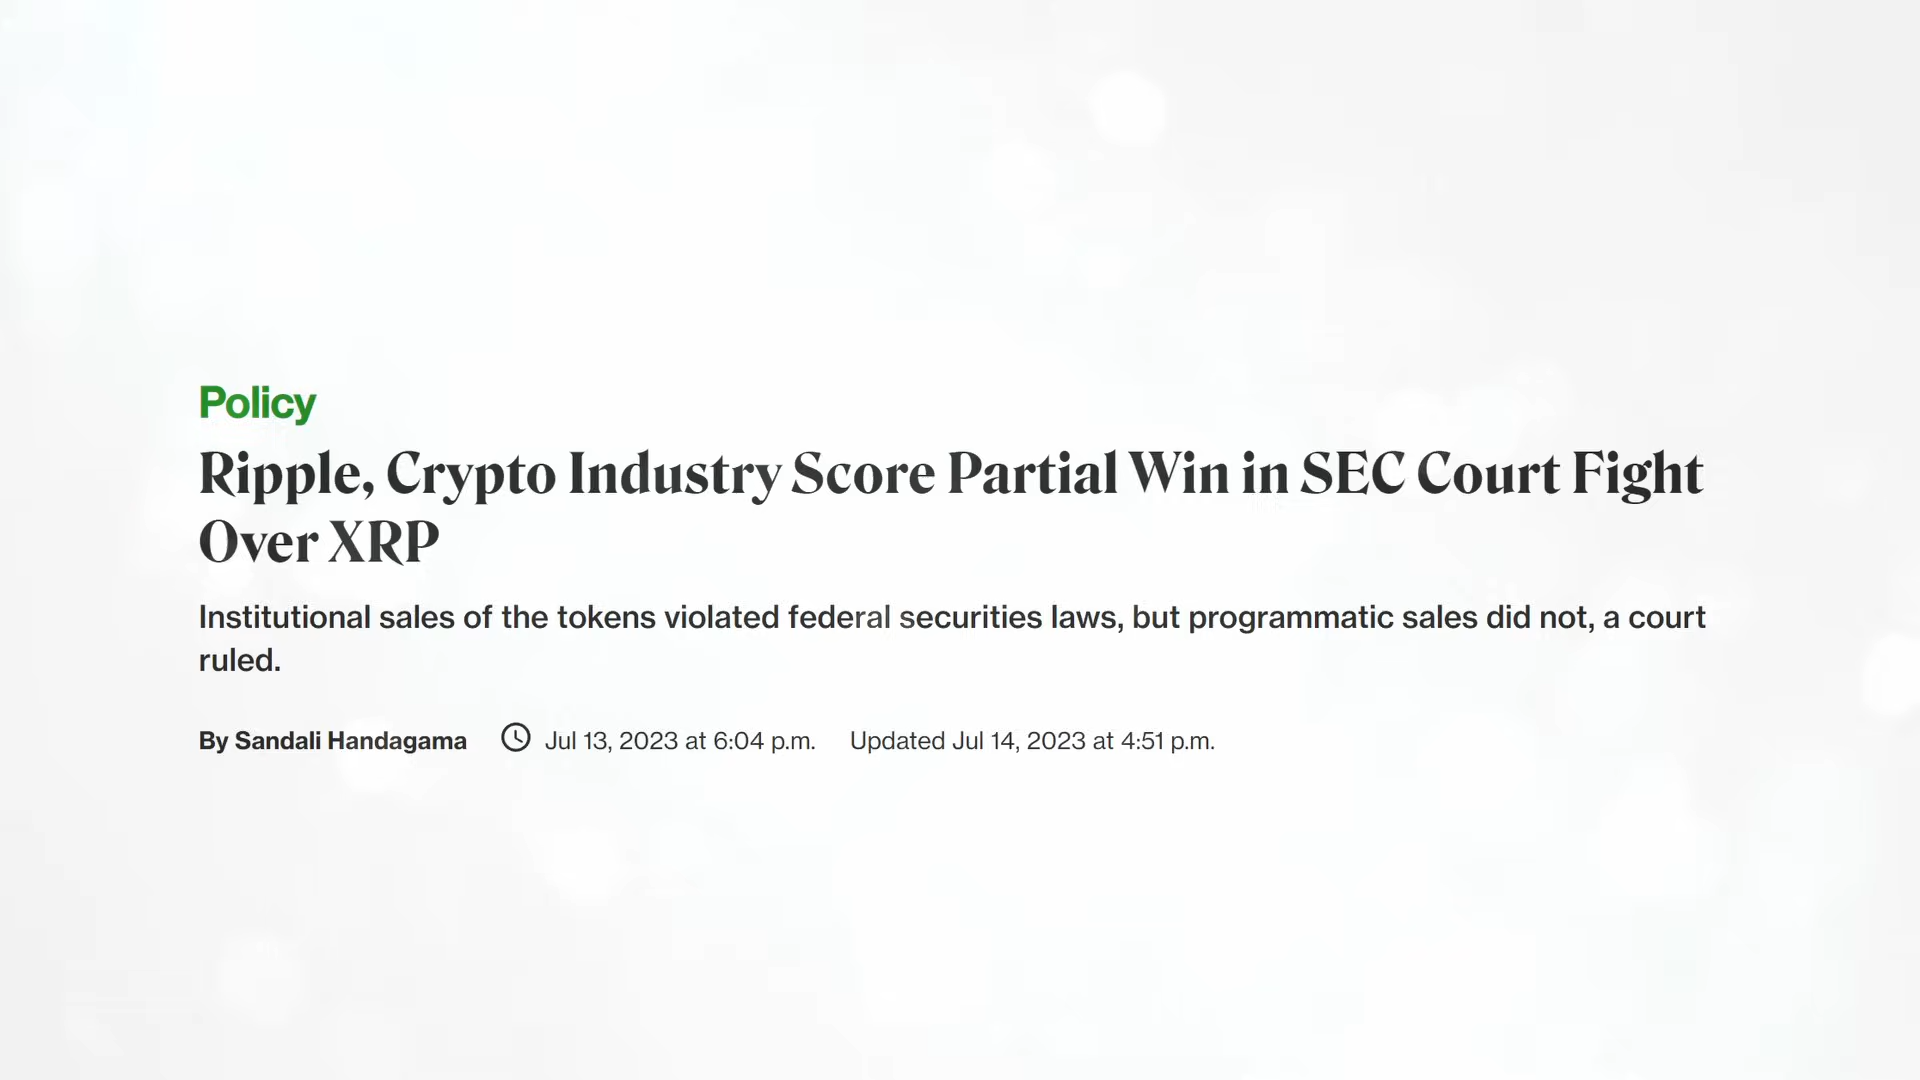 Policy
Ripple, Crypto Industry Score Partial Win in SEC Court Fight
Over XRP
Institutional sales of the tokens violated federal securities laws, but programmatic sales did not, a court
ruled.
By Sandali Handagama Jul 13, 2023 at 6:04 p.m. Updated Jul 14, 2023 at 4:51 p.m.